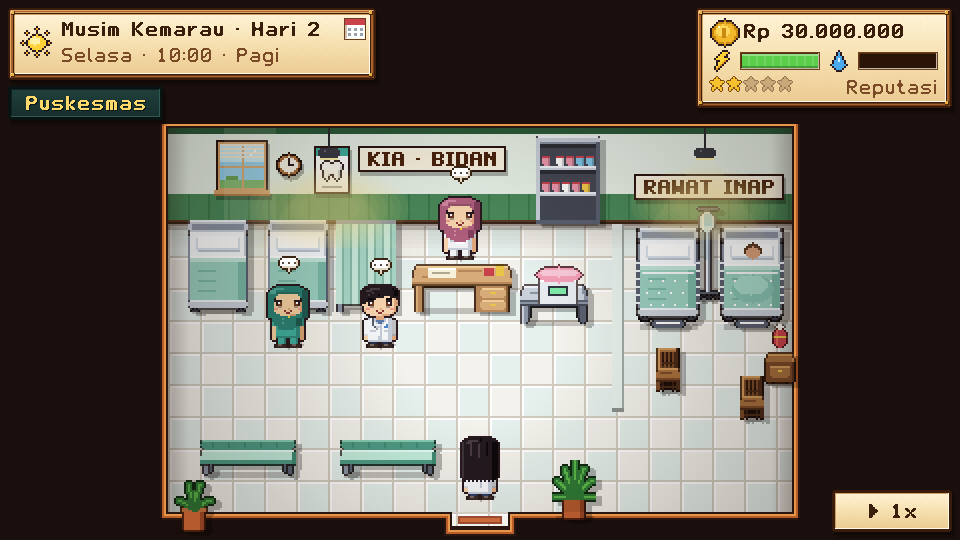 Musim Kemarau · Hari 2
Selasa · 10:00 · Pagi
Rp 30.000.000
Reputasi
Puskesmas
KIA · BIDAN
RAWAT INAP
1x